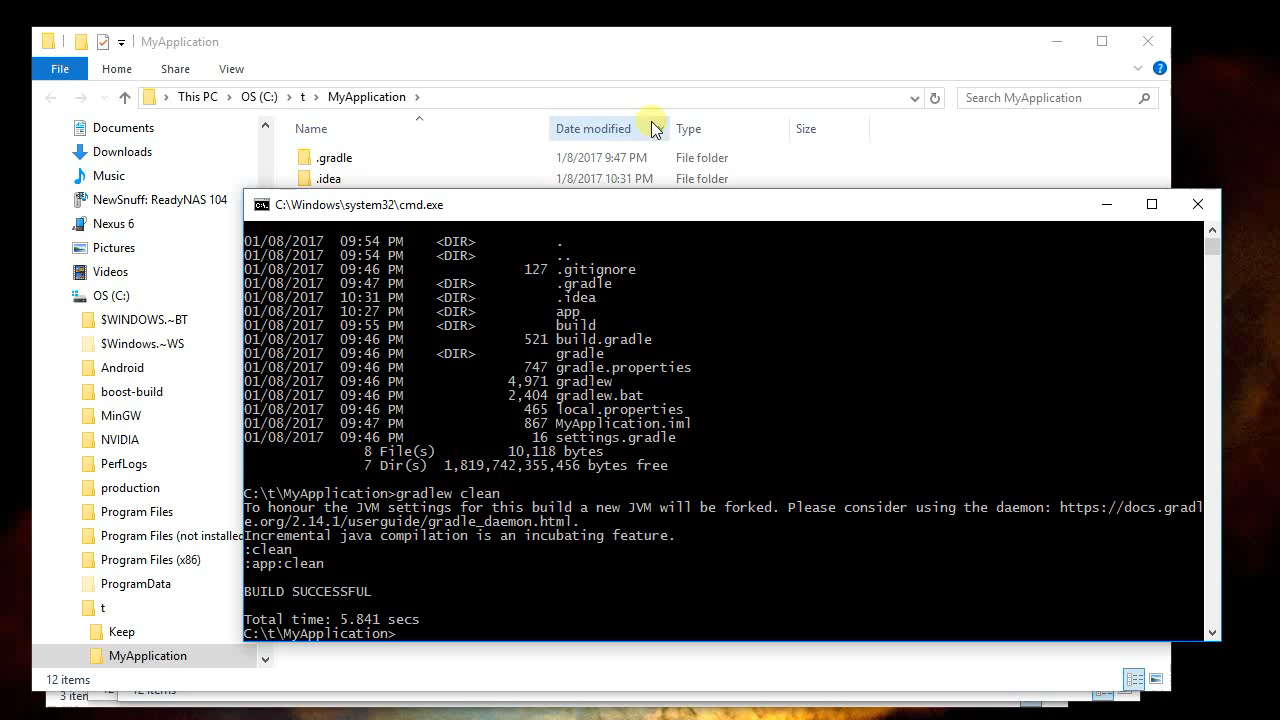 MyApplication
File Home Share View
This PC OS (C:) t MyApplication
Search MyApplication
Name Date modified Type Size
.gradle 1/8/2017 9:47 PM File folder
.idea 1/8/2017 10:31 PM File folder
Documents
Downloads
Music
NewSnuff: ReadyNAS 104
Nexus 6
Pictures
Videos
OS (C:)
$WINDOWS.~BT
$Windows.~WS
Android
boost-build
MinGW
NVIDIA
PerfLogs
production
Program Files
Program Files (not installed
Program Files (x86)
ProgramData
t
Keep
MyApplication
12 items
3 iten
12 items
C:\Windows\system32\cmd.exe
01/08/2017 09:54 PM <DIR> .
01/08/2017 09:54 PM <DIR> ..
01/08/2017 09:46 PM 127 .gitignore
01/08/2017 09:47 PM <DIR> .gradle
01/08/2017 10:31 PM <DIR> .idea
01/08/2017 10:27 PM <DIR> app
01/08/2017 09:55 PM <DIR> build
01/08/2017 09:46 PM 521 build.gradle
01/08/2017 09:46 PM <DIR> gradle
01/08/2017 09:46 PM 747 gradle.properties
01/08/2017 09:46 PM 4,971 gradlew
01/08/2017 09:46 PM 2,404 gradlew.bat
01/08/2017 09:46 PM 465 local.properties
01/08/2017 09:47 PM 867 MyApplication.iml
01/08/2017 09:46 PM 16 settings.gradle
8 File(s) 10,118 bytes
7 Dir(s) 1,819,742,355,456 bytes free
C:\t\MyApplication>gradlew clean
To honour the JVM settings for this build a new JVM will be forked. Please consider using the daemon: https://docs.gradl
e.org/2.14.1/userguide/gradle_daemon.html.
Incremental java compilation is an incubating feature.
:clean
:app:clean
BUILD SUCCESSFUL
Total time: 5.841 secs
C:\t\MyApplication>